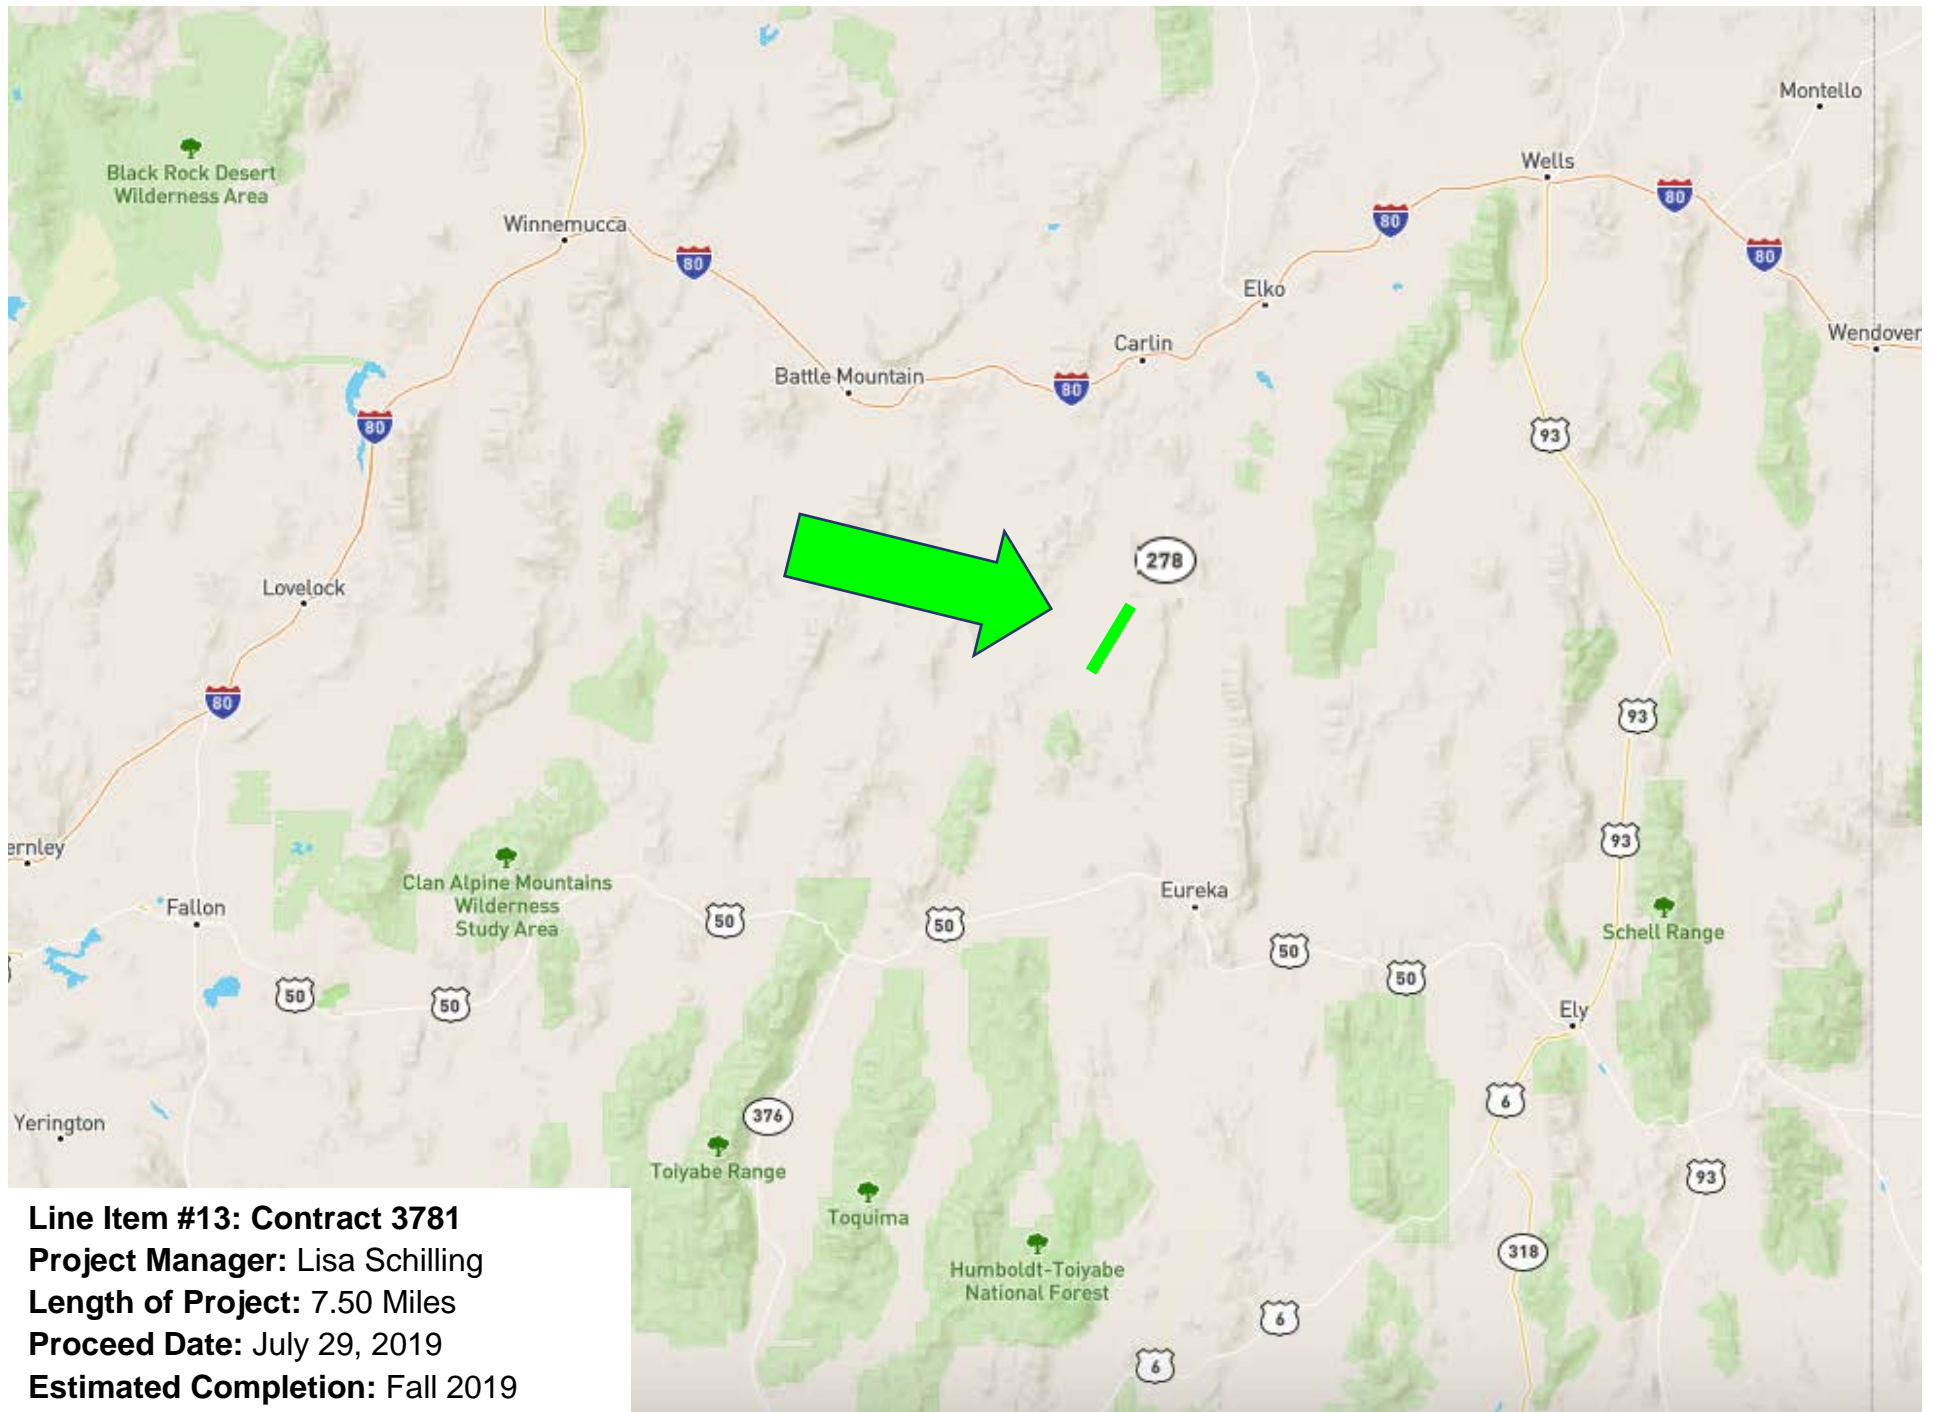 Montello
Wells
Black Rock Desert
Wilderness Area
80
80
Winnemucca
80
80
Elko
Wendover
Carlin
Battle Mountain
80
80
93
278
Lovelock
80
93
93
ernley
Clan Alpine Mountains
Wilderness
Study Area
Eureka
Fallon
50
50
Schell Range
50
50
50
50
Ely
6
376
Yerington
Toiyabe Range
93
Toquima
318
Humboldt-Toiyabe
National Forest
6
6
Line Item #13: Contract 3781
Project Manager: Lisa Schilling
Length of Project: 7.50 Miles
Proceed Date: July 29, 2019
Estimated Completion: Fall 2019